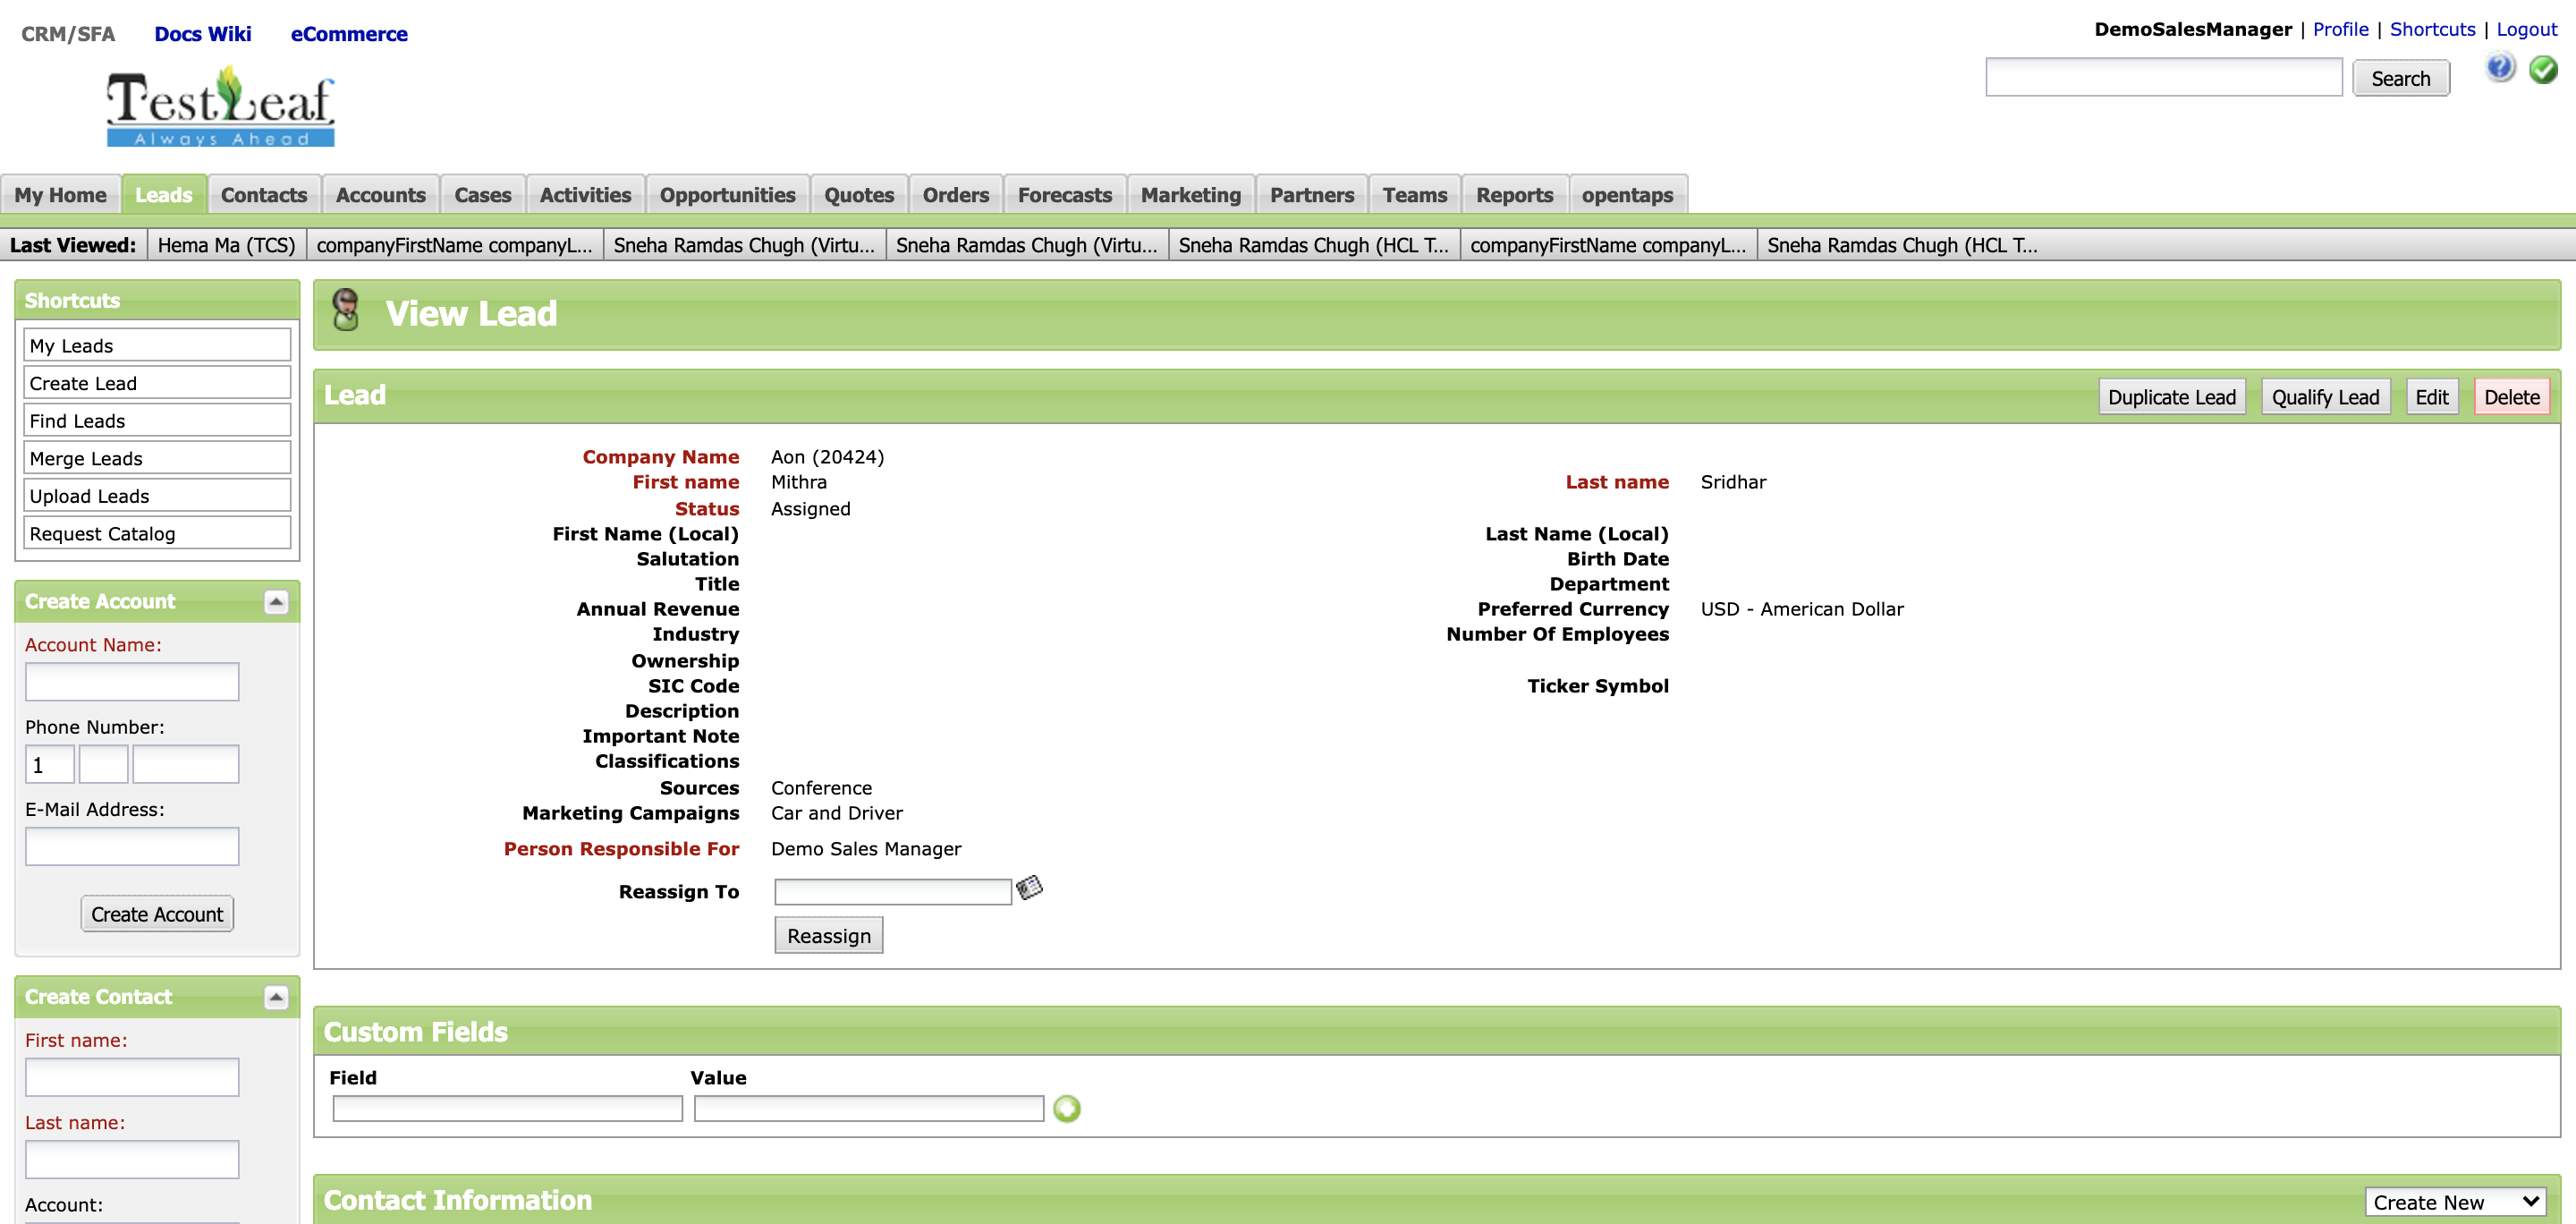 CRM/SFA Docs Wiki eCommerce
DemoSalesManager | Profile | Shortcuts | Logout
Search
TestLeaf
Always Ahead
My Home Leads Contacts Accounts Cases Activities Opportunities Quotes Orders Forecasts Marketing Partners Teams Reports opentaps
Last Viewed: Hema Ma (TCS) companyFirstName companyL... Sneha Ramdas Chugh (Virtu... Sneha Ramdas Chugh (Virtu... Sneha Ramdas Chugh (HCL T... companyFirstName companyL... Sneha Ramdas Chugh (HCL T...
Shortcuts
My Leads
Create Lead
Find Leads
Merge Leads
Upload Leads
Request Catalog
Create Account
Account Name:
Phone Number:
1
E-Mail Address:
Create Account
Create Contact
First name:
Last name:
Account:
View Lead
Lead Duplicate Lead Qualify Lead Edit Delete
Company Name Aon (20424)
First name Mithra Last name Sridhar
Status Assigned
First Name (Local) Last Name (Local)
Salutation Birth Date
Title Department
Annual Revenue Preferred Currency USD - American Dollar
Industry Number Of Employees
Ownership
SIC Code Ticker Symbol
Description
Important Note
Classifications
Sources Conference
Marketing Campaigns Car and Driver
Person Responsible For Demo Sales Manager
Reassign To
Reassign
Custom Fields
Field Value
Contact Information Create New